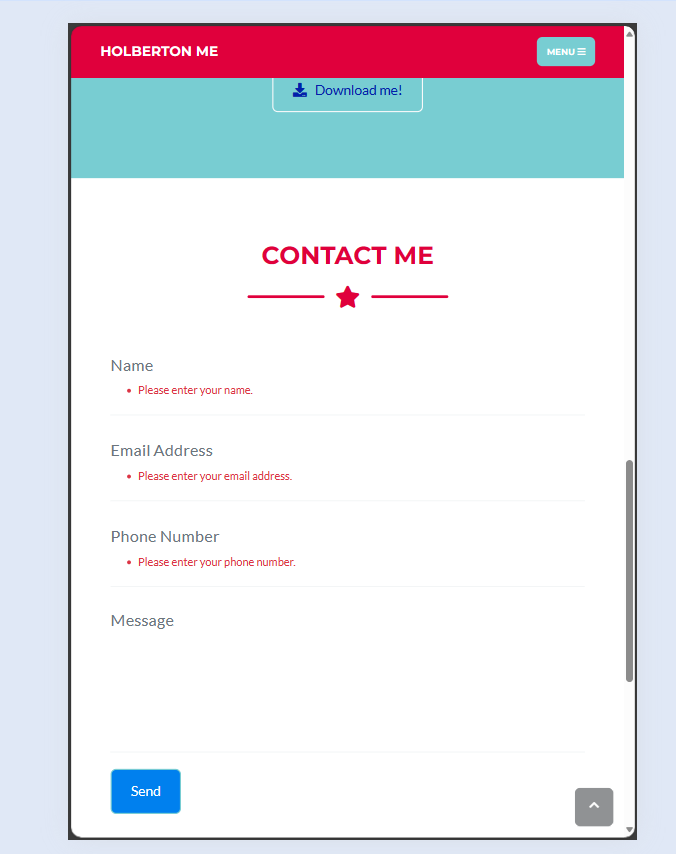 HOLBERTON ME
MENU
Download me!
CONTACT ME
Name
Please enter your name.
Email Address
Please enter your email address.
Phone Number
Please enter your phone number.
Message
Send